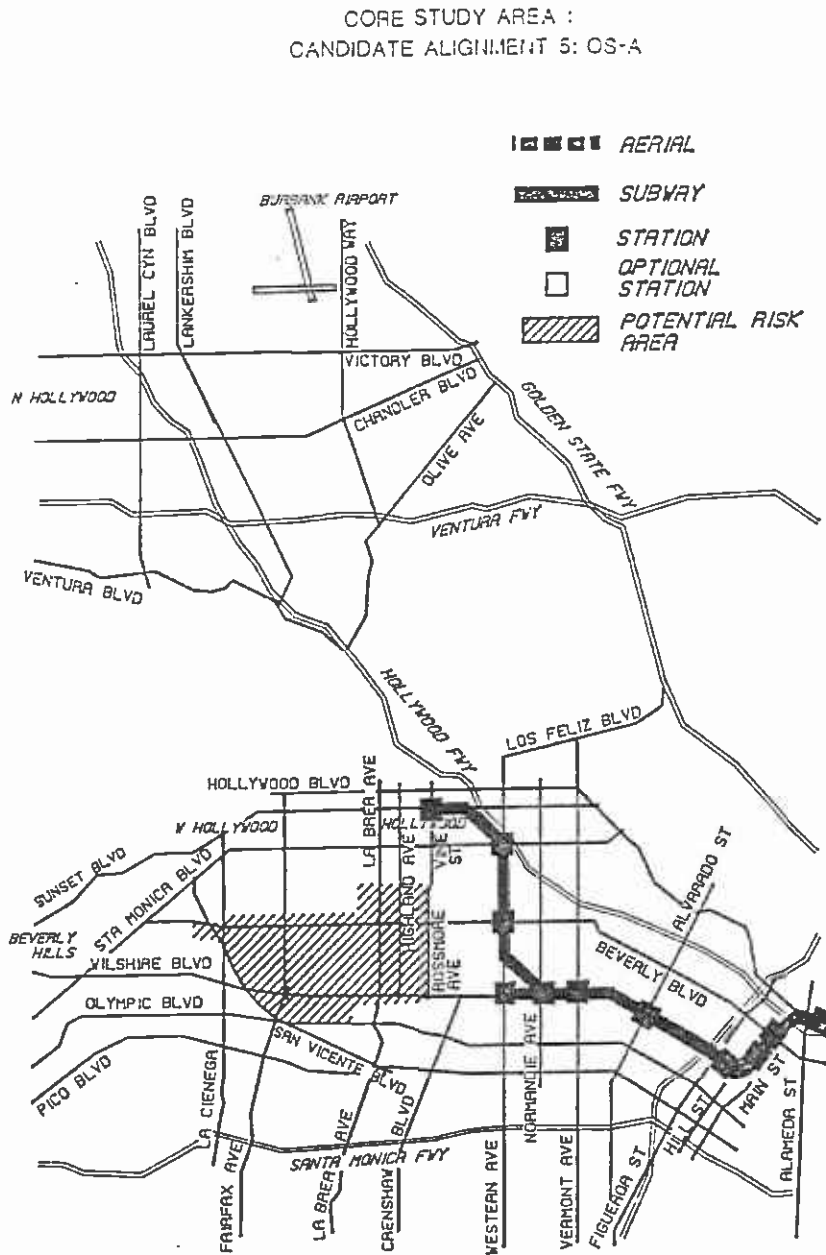 CORE STUDY AREA :
CANDIDATE ALIGNMENT 5: OS-A
AERIAL
SUBWAY
STATION
OPTIONAL
STATION
POTENTIAL RISK
AREA
BURBANK AIRPORT
LAUREL CYN BLVD
LANKERSHIM BLVD
HOLLYWOOD WAY
VICTORY BLVD
N HOLLYWOOD
CHANDLER BLVD
OLIVE AVE
GOLDEN STATE FWY
VENTURA FWY
VENTURA BLVD
HOLLYWOOD FWY
LOS FELIZ BLVD
HOLLYWOOD BLVD
LA BREA AVE
W HOLLYWOOD
HOLLYWOOD
HIGHLAND AVE
VINE ST
SUNSET BLVD
STA MONICA BLVD
ALVARADO ST
BEVERLY
HILLS
ROSSMORE
AVE
BEVERLY BLVD
WILSHIRE BLVD
OLYMPIC BLVD
SAN VICENTE BLVD
PICO BLVD
NORMANDIE AVE
LA CIENEGA
MAIN ST
HILL ST
ALAMEDA ST
SANTA MONICA FWY
FAIRFAX AVE
LA BREA AVE
CRENSHAW BLVD
WESTERN AVE
VERMONT AVE
FIGUEROA ST